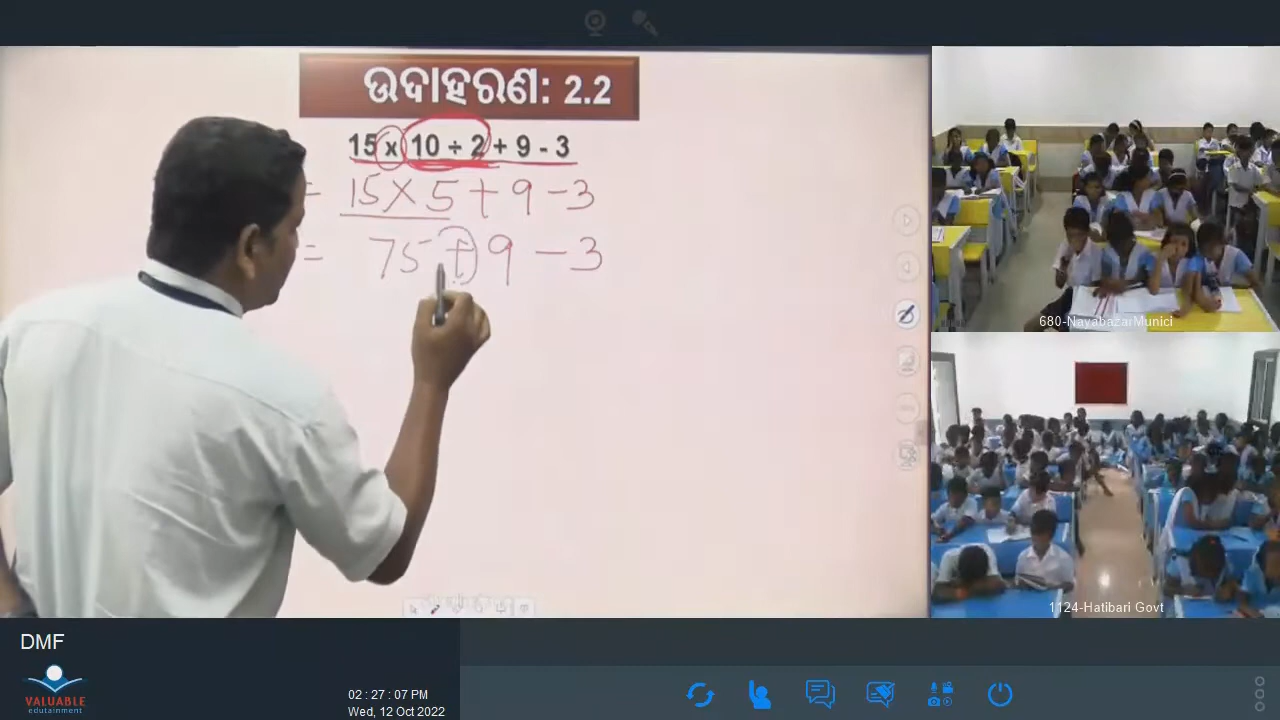 ଉଦାହରଣ: 2.2
15 x 10 ÷ 2 + 9 - 3
= 15 × 5 + 9 - 3
= 75 + 9 - 3
680-NayabazarMunici
1124-Hatibari Govt
DMF
VALUABLE
edutainment
02 : 27 : 07 PM
Wed, 12 Oct 2022